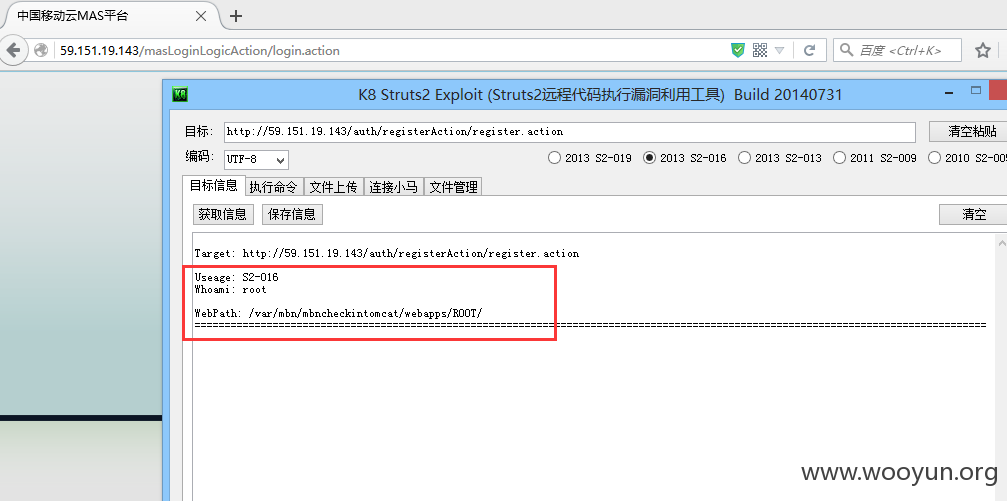 中国移动云MAS平台
59.151.19.143/masLoginLogicAction/login.action
百度 <Ctrl+K>
K8 Struts2 Exploit (Struts2远程代码执行漏洞利用工具) Build 20140731
目标: http://59.151.19.143/auth/registerAction/register.action 清空粘贴
编码: UTF-8 2013 S2-019 2013 S2-016 2013 S2-013 2011 S2-009 2010 S2-005
目标信息 执行命令 文件上传 连接小马 文件管理
获取信息 保存信息 清空
Target: http://59.151.19.143/auth/registerAction/register.action
Useage: S2-016
Whoami: root
WebPath: /var/mbn/mbncheckintomcat/webapps/ROOT/
www.wooyun.org